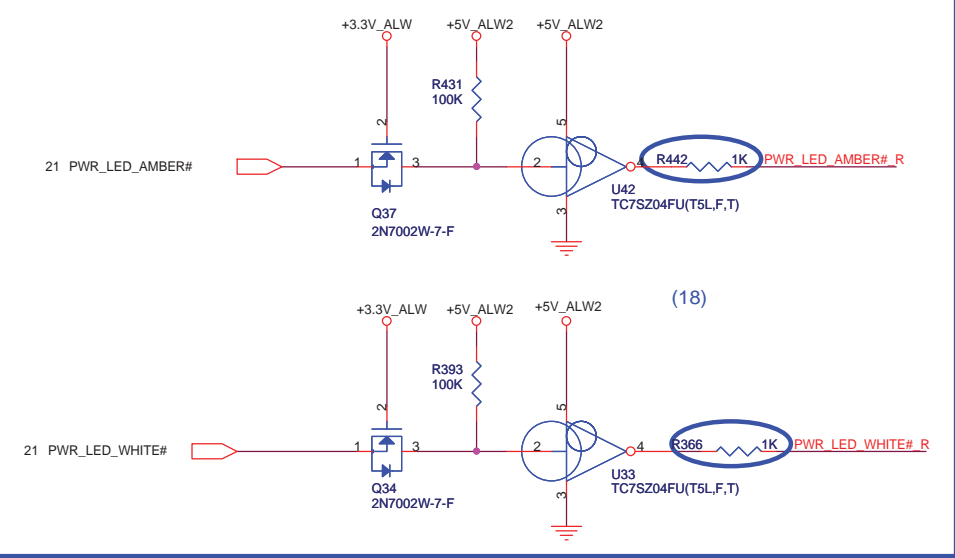 +3.3V_ALW +5V_ALW2 +5V_ALW2
R431
100K
2 5
21 PWR_LED_AMBER# 1 3 2 4 R442 1K PWR_LED_AMBER#_R
3
Q37
2N7002W-7-F
U42
TC7SZ04FU(T5L,F,T)
(18)
+3.3V_ALW +5V_ALW2 +5V_ALW2
R393
100K
2 5
21 PWR_LED_WHITE# 1 3 2 4 R366 1K PWR_LED_WHITE#_R
3
Q34
2N7002W-7-F
U33
TC7SZ04FU(T5L,F,T)